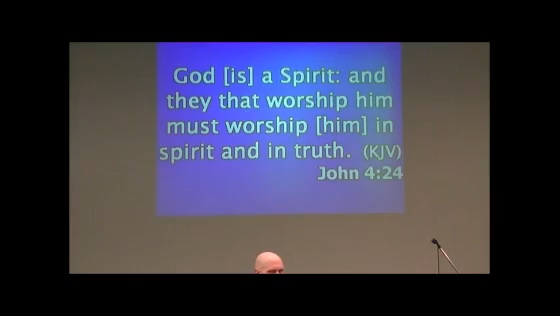 God [is] a Spirit: and
they that worship him
must worship [him] in
spirit and in truth. (KJV)
John 4:24